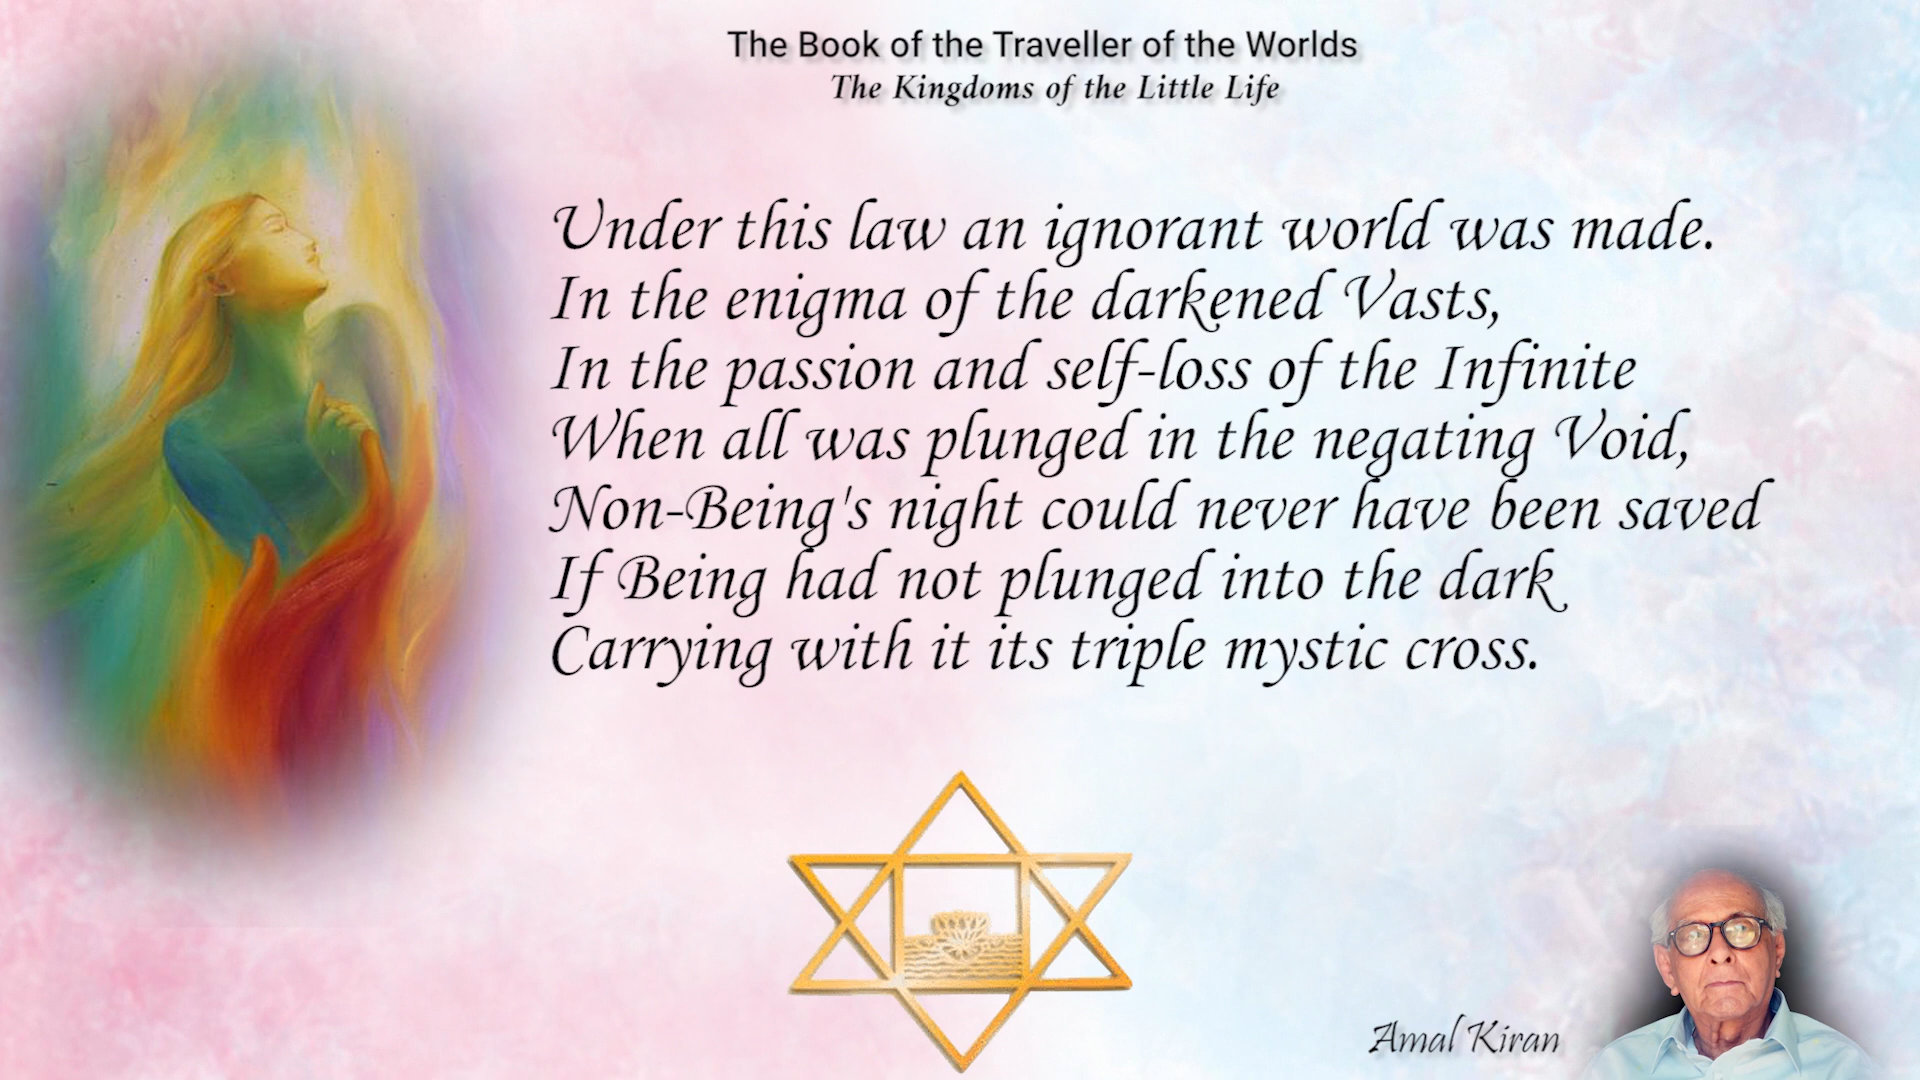 The Book of the Traveller of the Worlds
The Kingdoms of the Little Life
Under this law an ignorant world was made.
In the enigma of the darkened Vasts,
In the passion and self-loss of the Infinite
When all was plunged in the negating Void,
Non-Being's night could never have been saved
If Being had not plunged into the dark
Carrying with it its triple mystic cross.
Amal Kiran